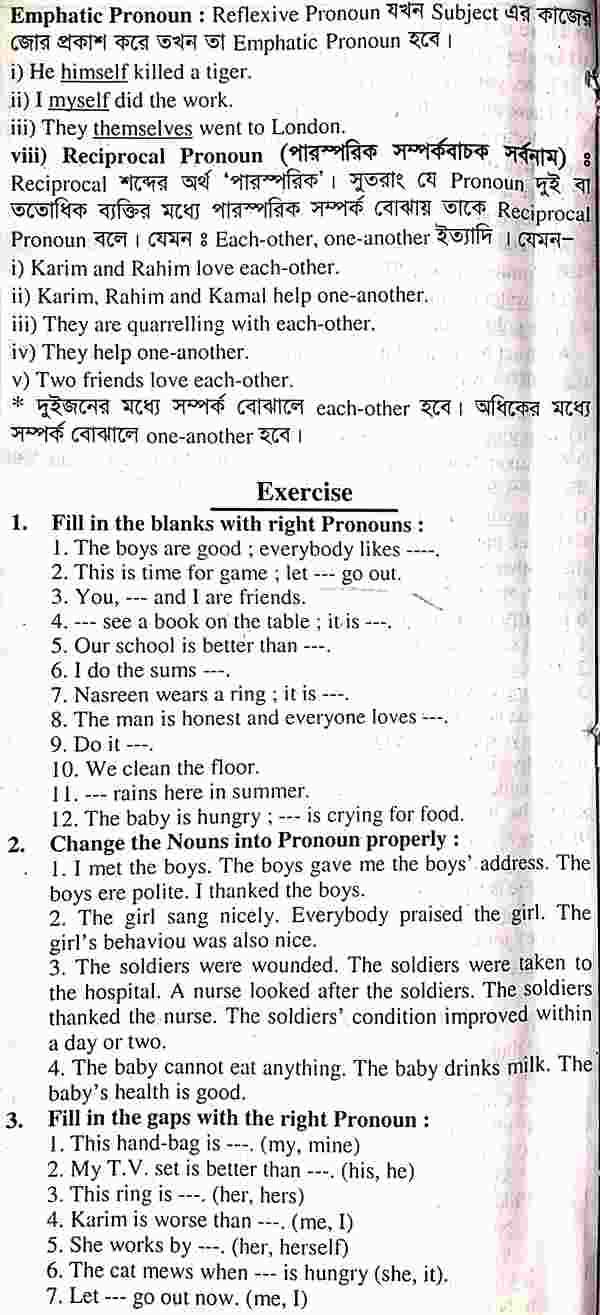 Emphatic Pronoun : Reflexive Pronoun যখন Subject এর কাজের
জোর প্রকাশ করে তখন তা Emphatic Pronoun হবে ।
i) He himself killed a tiger.
ii) I myself did the work.
iii) They themselves went to London.
viii) Reciprocal Pronoun (পারস্পরিক সম্পর্কবাচক সর্বনাম) ঃ
Reciprocal শব্দের অর্থ ‘পারস্পরিক’ । সুতরাং যে Pronoun দুই বা
ততোধিক ব্যক্তির মধ্যে পারস্পরিক সম্পর্ক বোঝায় তাকে Reciprocal
Pronoun বলে । যেমন ঃ Each-other, one-another ইত্যাদি । যেমন–
i) Karim and Rahim love each-other.
ii) Karim, Rahim and Kamal help one-another.
iii) They are quarrelling with each-other.
iv) They help one-another.
v) Two friends love each-other.
* দুইজনের মধ্যে সম্পর্ক বোঝালে each-other হবে । অধিকের মধ্যে
সম্পর্ক বোঝালে one-another হবে ।
Exercise
1. Fill in the blanks with right Pronouns :
1. The boys are good ; everybody likes ----.
2. This is time for game ; let --- go out.
3. You, --- and I are friends.
4. --- see a book on the table ; it is ---.
5. Our school is better than ---.
6. I do the sums ---.
7. Nasreen wears a ring ; it is ---.
8. The man is honest and everyone loves ---.
9. Do it ---.
10. We clean the floor.
11. --- rains here in summer.
12. The baby is hungry ; --- is crying for food.
2. Change the Nouns into Pronoun properly :
1. I met the boys. The boys gave me the boys’ address. The
boys ere polite. I thanked the boys.
2. The girl sang nicely. Everybody praised the girl. The
girl’s behaviou was also nice.
3. The soldiers were wounded. The soldiers were taken to
the hospital. A nurse looked after the soldiers. The soldiers
thanked the nurse. The soldiers’ condition improved within
a day or two.
4. The baby cannot eat anything. The baby drinks milk. The
baby’s health is good.
3. Fill in the gaps with the right Pronoun :
1. This hand-bag is ---. (my, mine)
2. My T.V. set is better than ---. (his, he)
3. This ring is ---. (her, hers)
4. Karim is worse than ---. (me, I)
5. She works by ---. (her, herself)
6. The cat mews when --- is hungry (she, it).
7. Let --- go out now. (me, I)